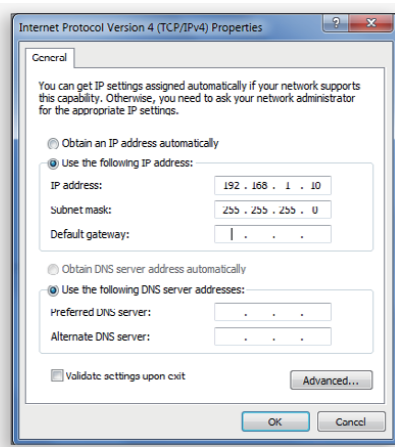 Internet Protocol Version 4 (TCP/IPv4) Properties
General
You can get IP settings assigned automatically if your network supports
this capability. Otherwise, you need to ask your network administrator
for the appropriate IP settings.
Obtain an IP address automatically
Use the following IP address:
IP address: 192 . 168 . 1 . 10
Subnet mask: 255 . 255 . 255 . 0
Default gateway: . . .
Obtain DNS server address automatically
Use the following DNS server addresses:
Preferred DNS server: . . .
Alternate DNS server: . . .
Validate settings upon exit
Advanced...
OK Cancel